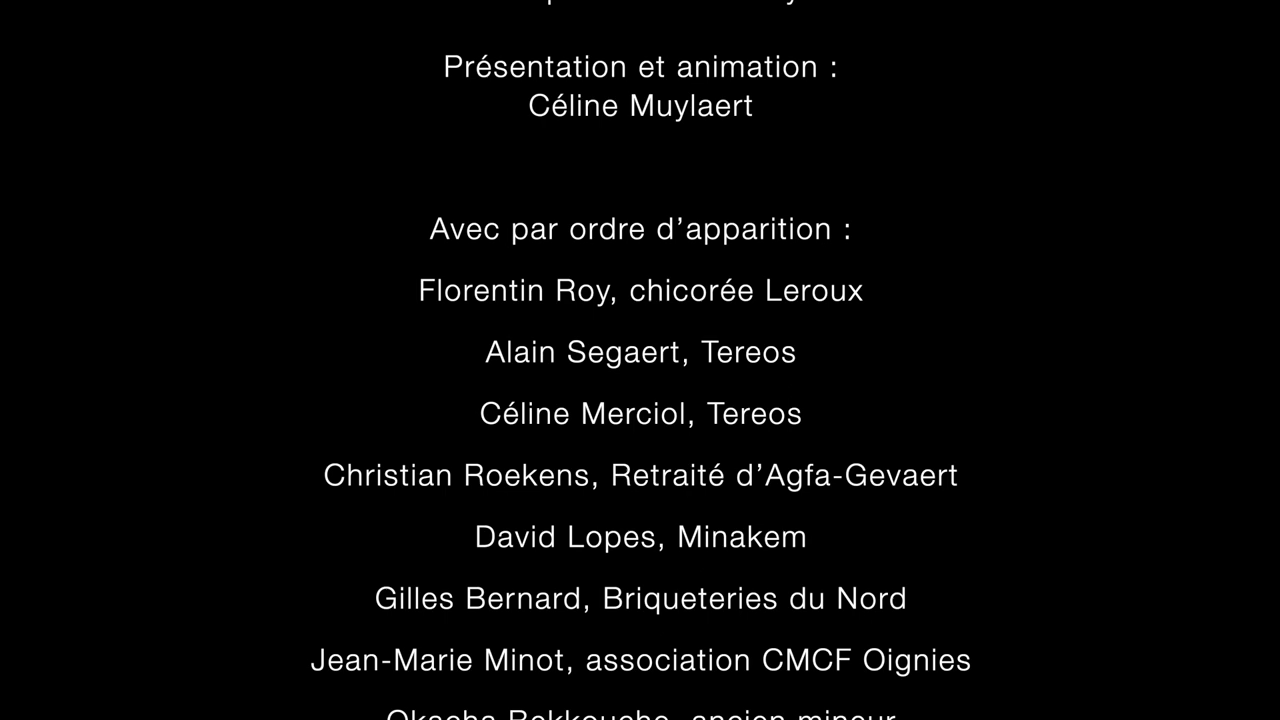 Présentation et animation :
Céline Muylaert
Avec par ordre d’apparition :
Florentin Roy, chicorée Leroux
Alain Segaert, Tereos
Céline Merciol, Tereos
Christian Roekens, Retraité d’Agfa-Gevaert
David Lopes, Minakem
Gilles Bernard, Briqueteries du Nord
Jean-Marie Minot, association CMCF Oignies
ancien mineur